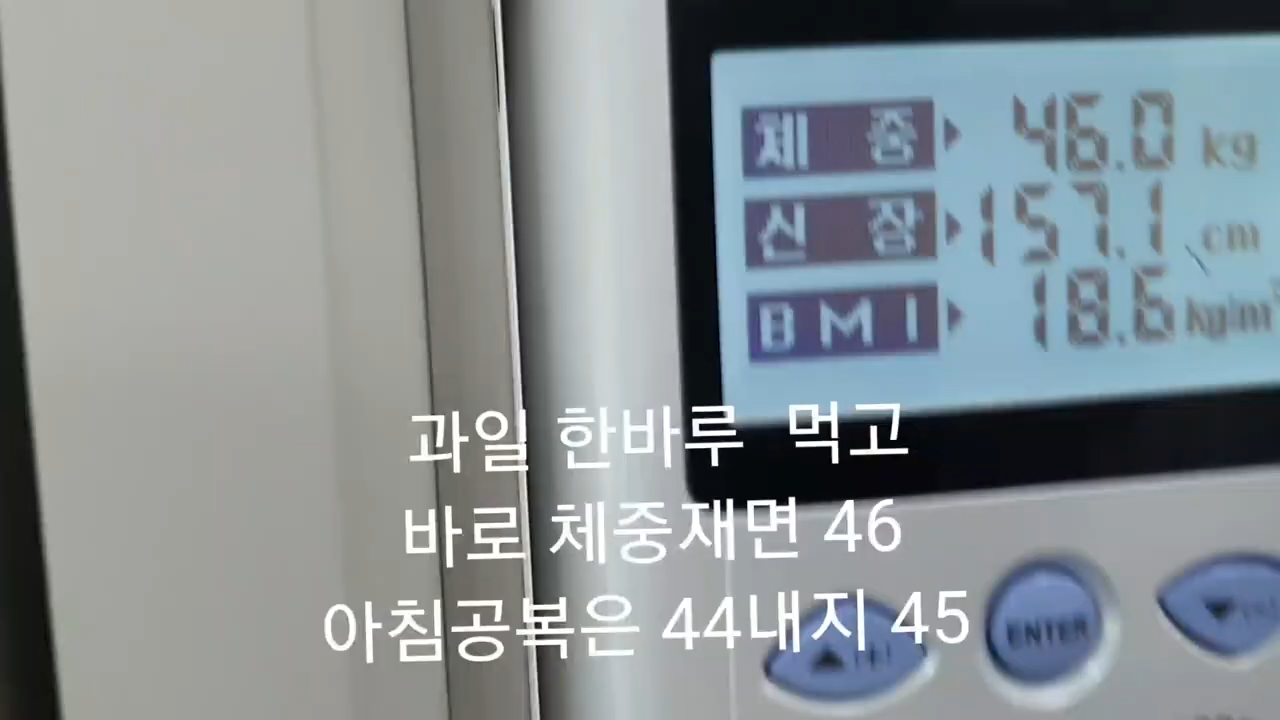 체 중 46.0 kg
신 장 157.1 cm
BMI 18.6 kg/m²
과일 한바루 먹고
바로 체중재면 46
아침공복은 44내지 45
ENTER